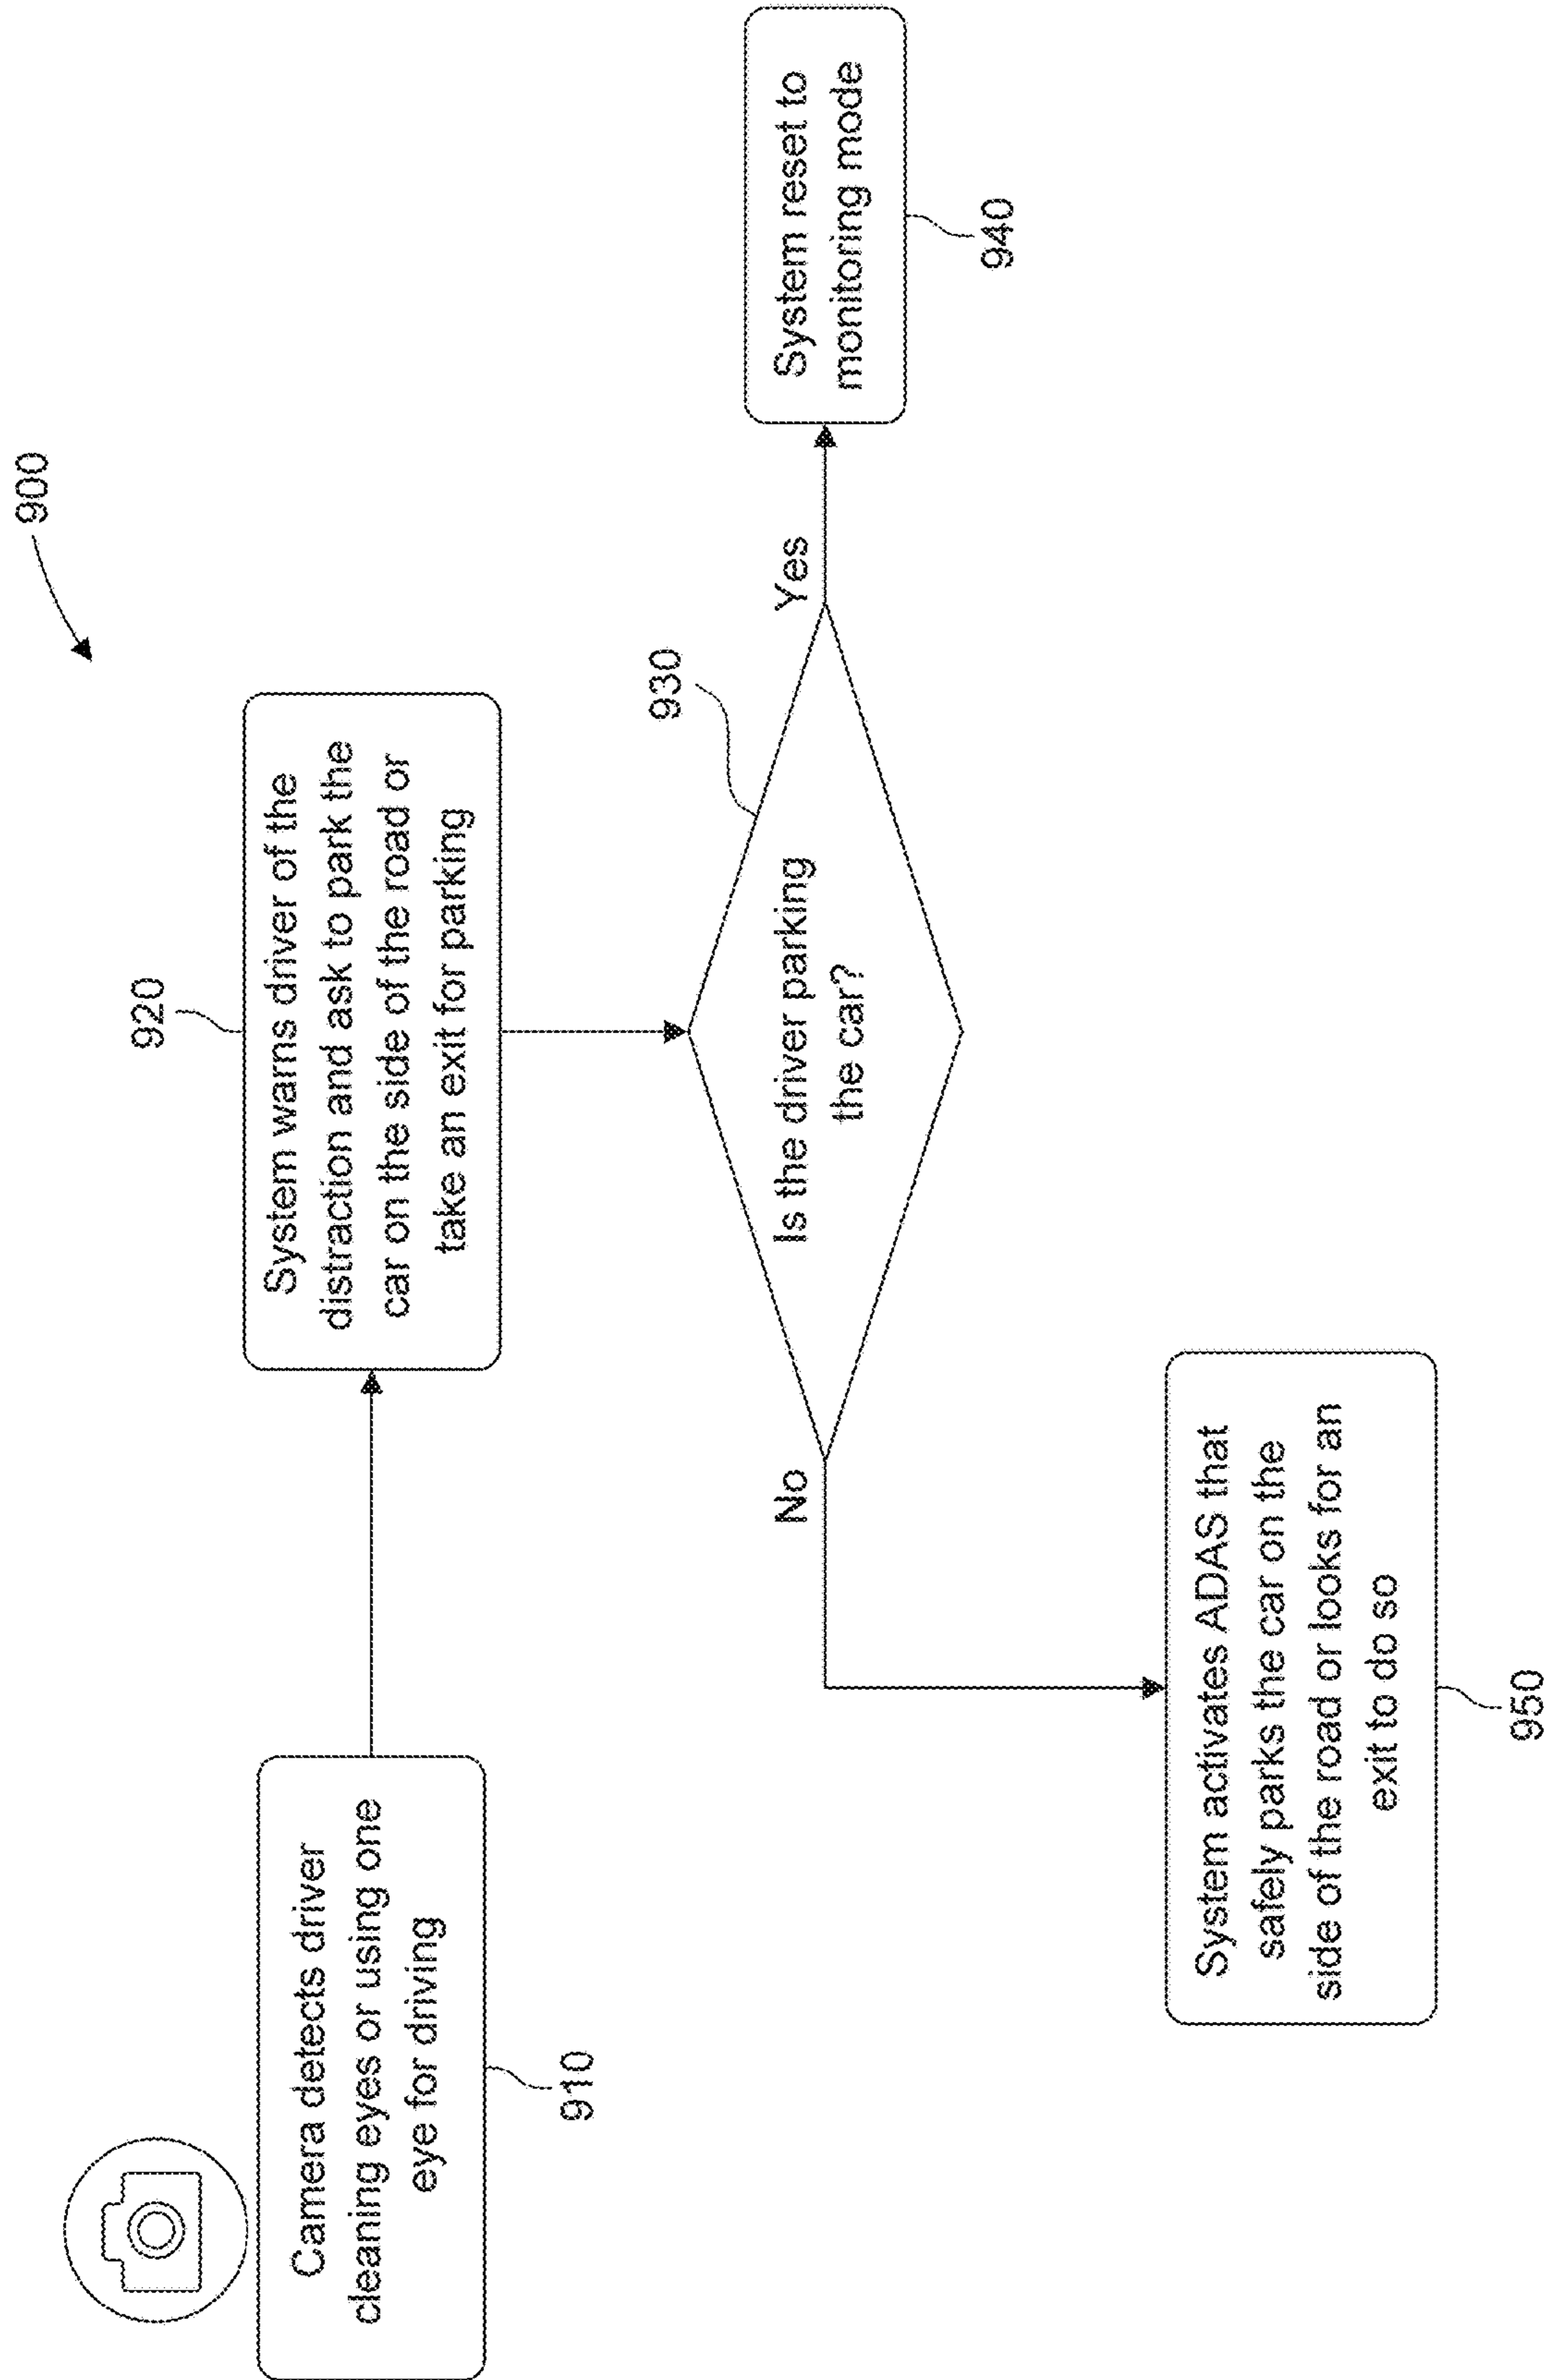 900
920
System warns driver of the
distraction and ask to park the
car on the side of the road or
take an exit for parking
Camera detects driver
cleaning eyes or using one
eye for driving
910
930
Is the driver parking
the car?
Yes
No
System reset to
monitoring mode
940
System activates ADAS that
safely parks the car on the
side of the road or looks for an
exit to do so
950